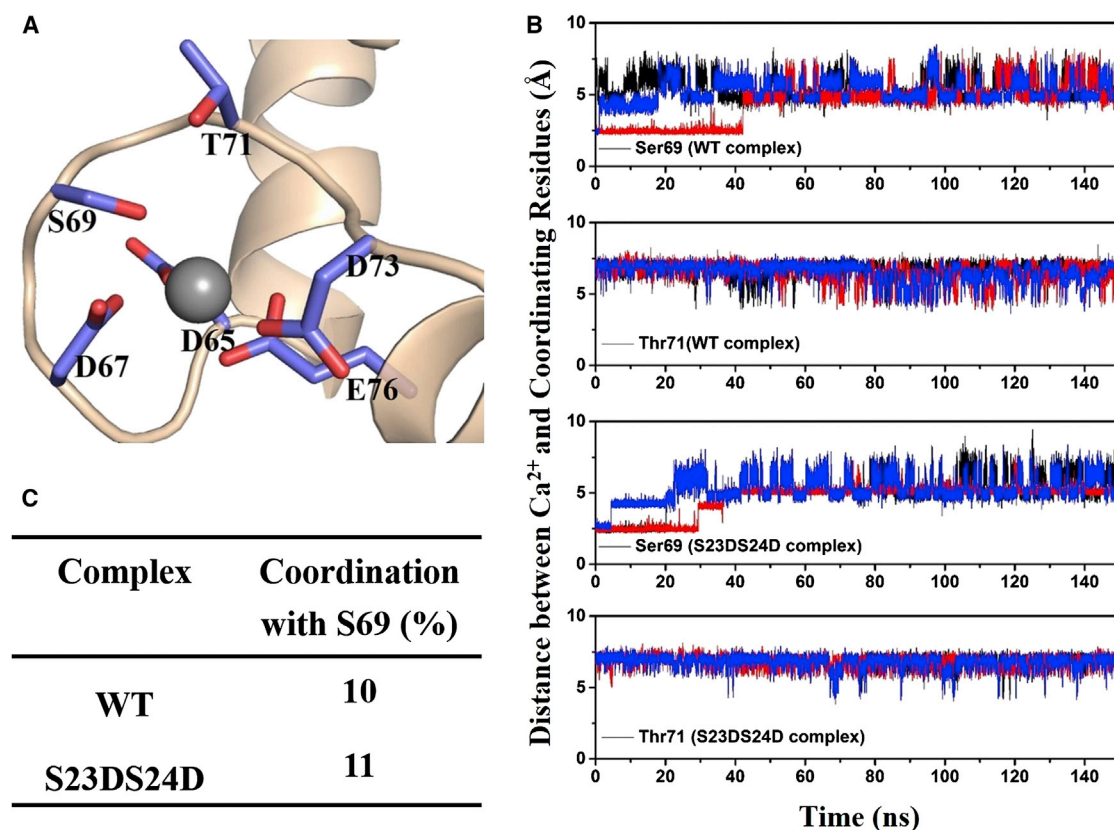 A
T71
S69
D73
D65
D67
E76
C
Complex
Coordination
with S69 (%)
WT
10
S23DS24D
11
B
Distance between Ca²⁺ and Coordinating Residues (Å)
10
5
0
Ser69 (WT complex)
0 20 40 60 80 100 120 140
10
5
0
Thr71(WT complex)
0 20 40 60 80 100 120 140
10
5
0
Ser69 (S23DS24D complex)
0 20 40 60 80 100 120 140
10
5
0
Thr71 (S23DS24D complex)
0 20 40 60 80 100 120 140
Time (ns)